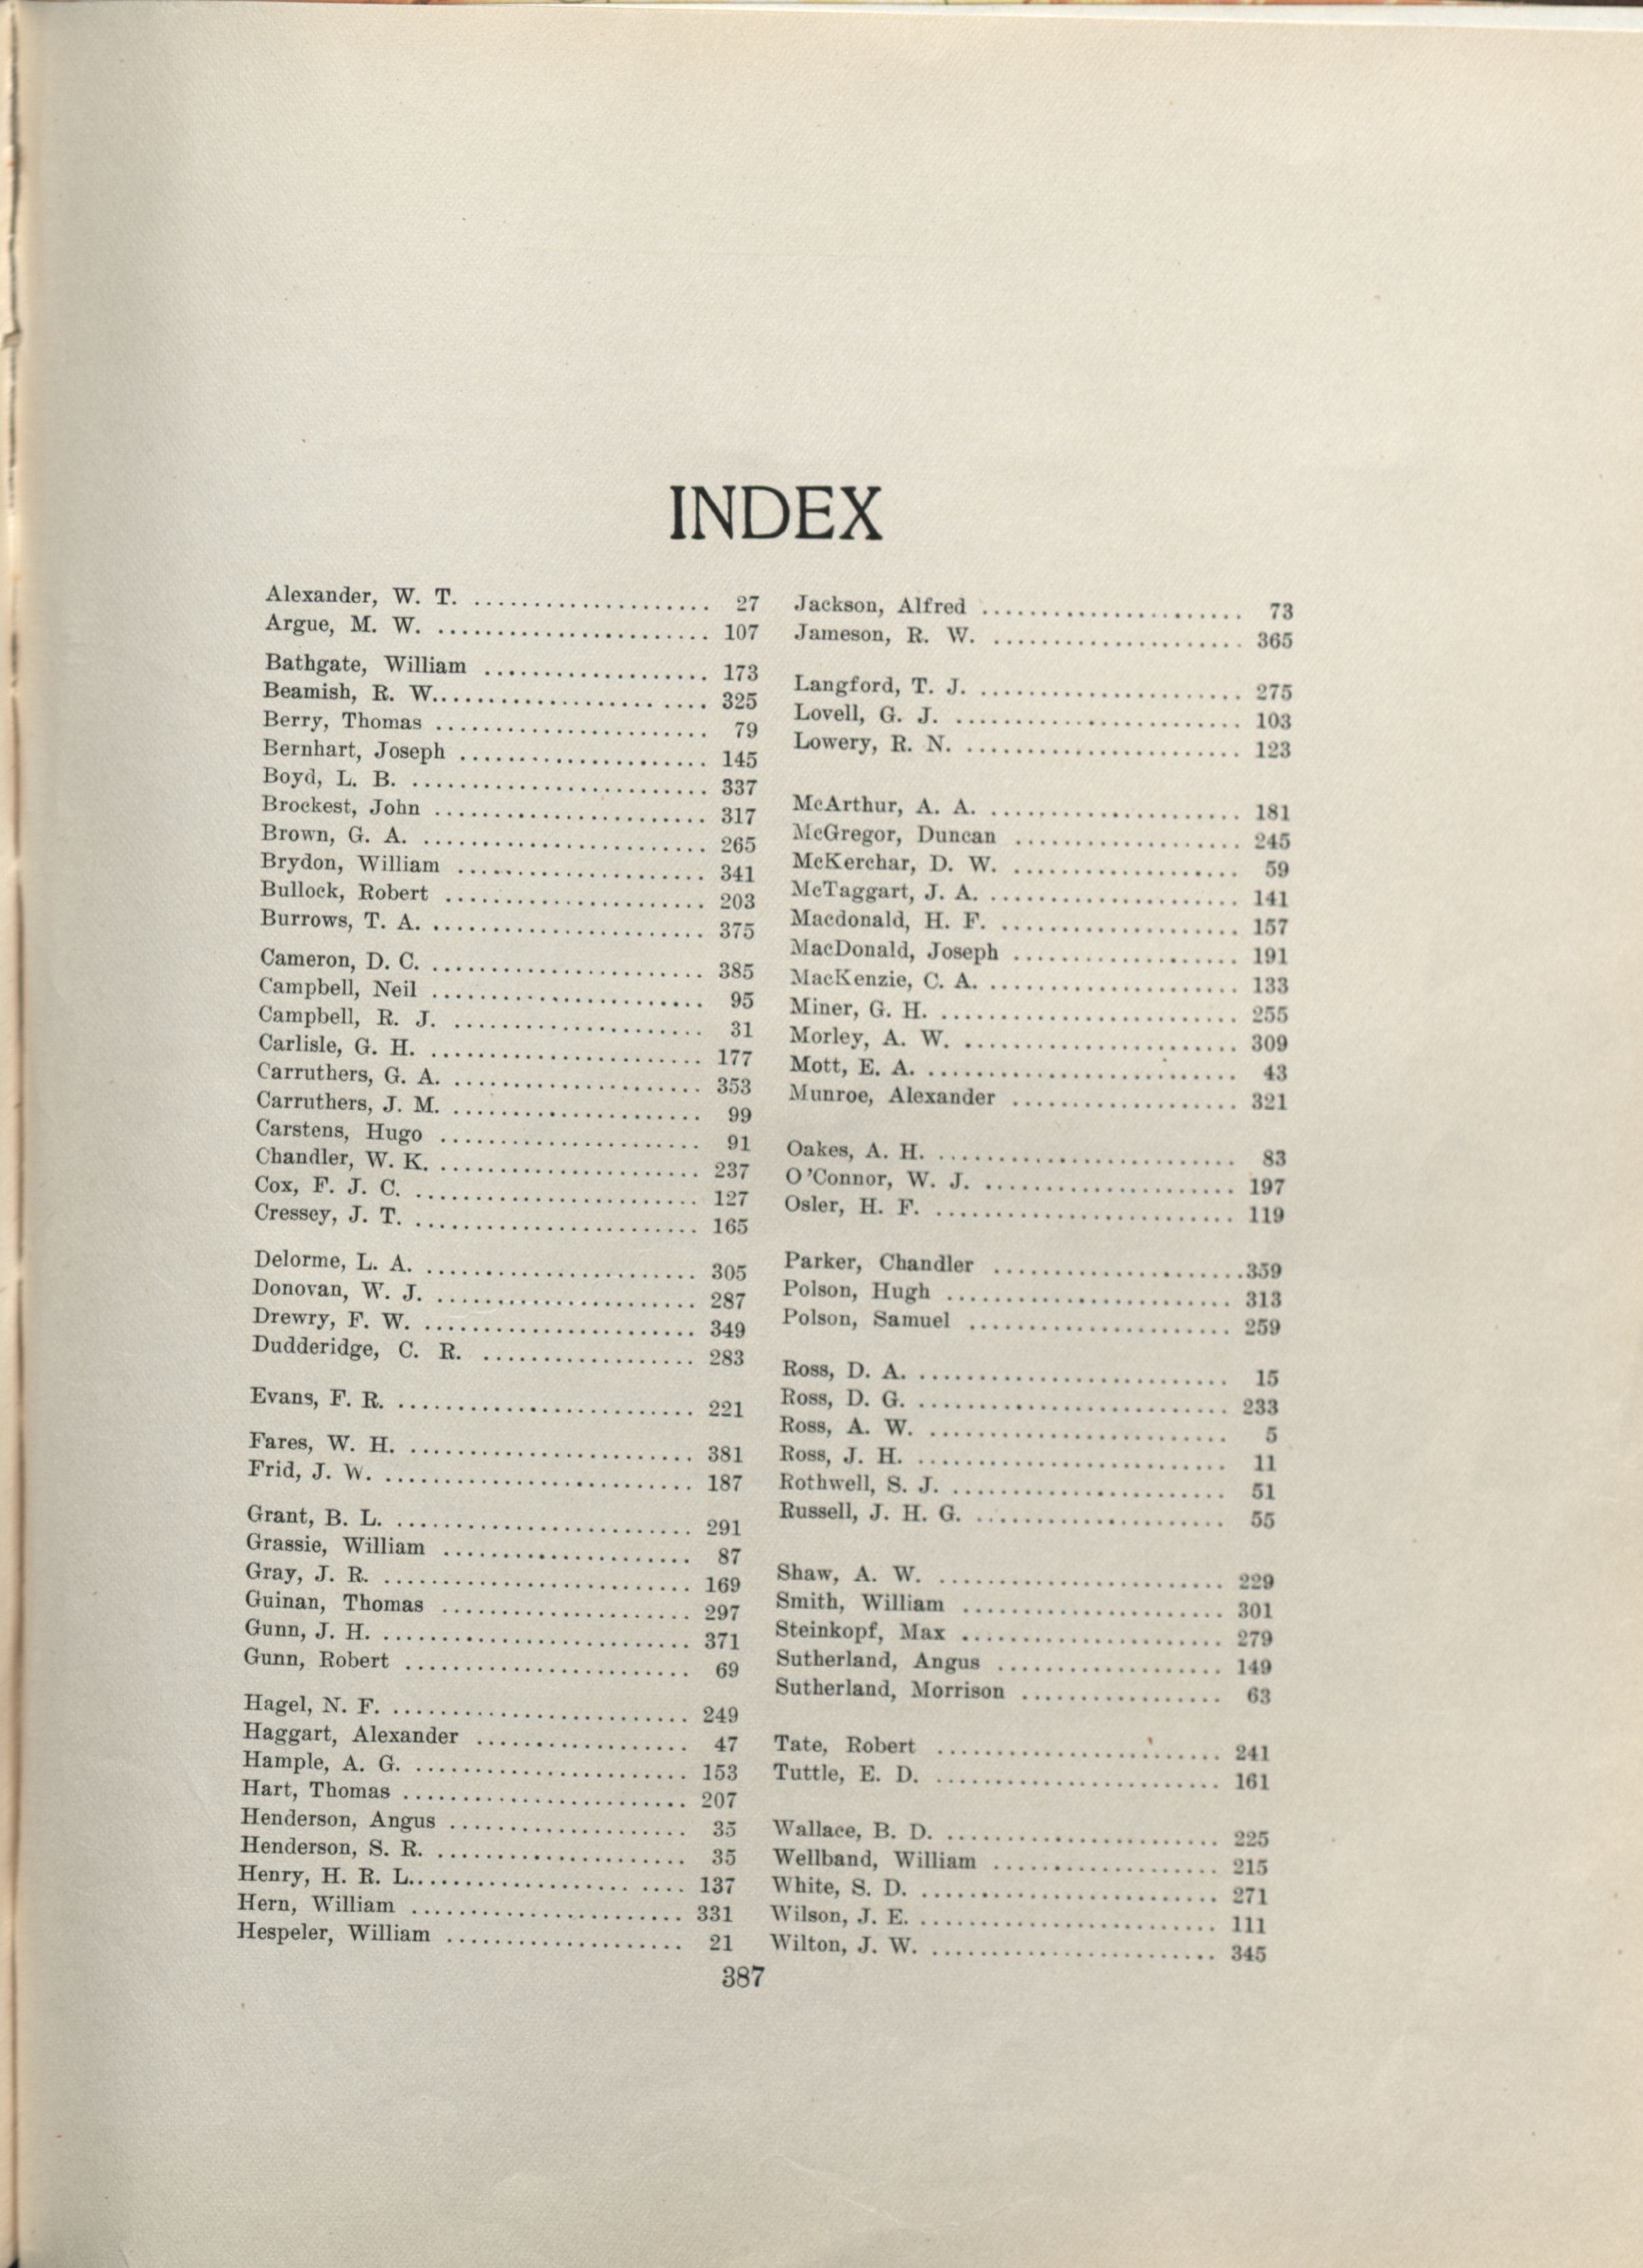 INDEX
Alexander, W. T. .................... 27
Argue, M. W. ........................ 107
Bathgate, William ................... 173
Beamish, R. W........................ 325
Berry, Thomas ....................... 79
Bernhart, Joseph ..................... 145
Boyd, L. B. .......................... 337
Brockest, John ........................ 317
Brown, G. A. ......................... 265
Brydon, William ...................... 341
Bullock, Robert ....................... 203
Burrows, T. A. ........................ 375
Cameron, D. C. ........................ 385
Campbell, Neil ........................ 95
Campbell, R. J. ....................... 31
Carlisle, G. H. ........................ 177
Carruthers, G. A. ...................... 353
Carruthers, J. M. ...................... 99
Carstens, Hugo ....................... 91
Chandler, W. K. ....................... 237
Cox, F. J. C. ......................... 127
Cressey, J. T. ......................... 165
Delorme, L. A. ........................ 305
Donovan, W. J. ....................... 287
Drewry, F. W. ........................ 349
Dudderidge, C. R. .................... 283
Evans, F. R. .......................... 221
Fares, W. H. ......................... 381
Frid, J. W. ........................... 187
Grant, B. L. .......................... 291
Grassie, William ...................... 87
Gray, J. R. ........................... 169
Guinan, Thomas ...................... 297
Gunn, J. H. .......................... 371
Gunn, Robert ........................ 69
Hagel, N. F. .......................... 249
Haggart, Alexander ................... 47
Hample, A. G. ........................ 153
Hart, Thomas ......................... 207
Henderson, Angus .................... 35
Henderson, S. R. ..................... 35
Henry, H. R. L........................ 137
Hern, William ........................ 331
Hespeler, William .................... 21
Jackson, Alfred ...................... 73
Jameson, R. W. ..................... 365
Langford, T. J. ....................... 275
Lovell, G. J. ......................... 103
Lowery, R. N. ........................ 123
McArthur, A. A. ...................... 181
McGregor, Duncan ................... 245
McKerchar, D. W. ................... 59
McTaggart, J. A. ..................... 141
Macdonald, H. F. .................... 157
MacDonald, Joseph ................... 191
MacKenzie, C. A. ..................... 133
Miner, G. H. ......................... 255
Morley, A. W. ........................ 309
Mott, E. A. ........................... 43
Munroe, Alexander ................... 321
Oakes, A. H. ......................... 83
O'Connor, W. J. ...................... 197
Osler, H. F. .......................... 119
Parker, Chandler ......................359
Polson, Hugh ......................... 313
Polson, Samuel ....................... 259
Ross, D. A. ........................... 15
Ross, D. G. ........................... 233
Ross, A. W. .......................... 5
Ross, J. H. ........................... 11
Rothwell, S. J. ........................ 51
Russell, J. H. G. ...................... 55
Shaw, A. W. ......................... 229
Smith, William ....................... 301
Steinkopf, Max ....................... 279
Sutherland, Angus .................... 149
Sutherland, Morrison ................. 63
Tate, Robert ......................... 241
Tuttle, E. D. ......................... 161
Wallace, B. D. ........................ 225
Wellband, William .................... 215
White, S. D. .......................... 271
Wilson, J. E. .......................... 111
Wilton, J. W. ......................... 345
387